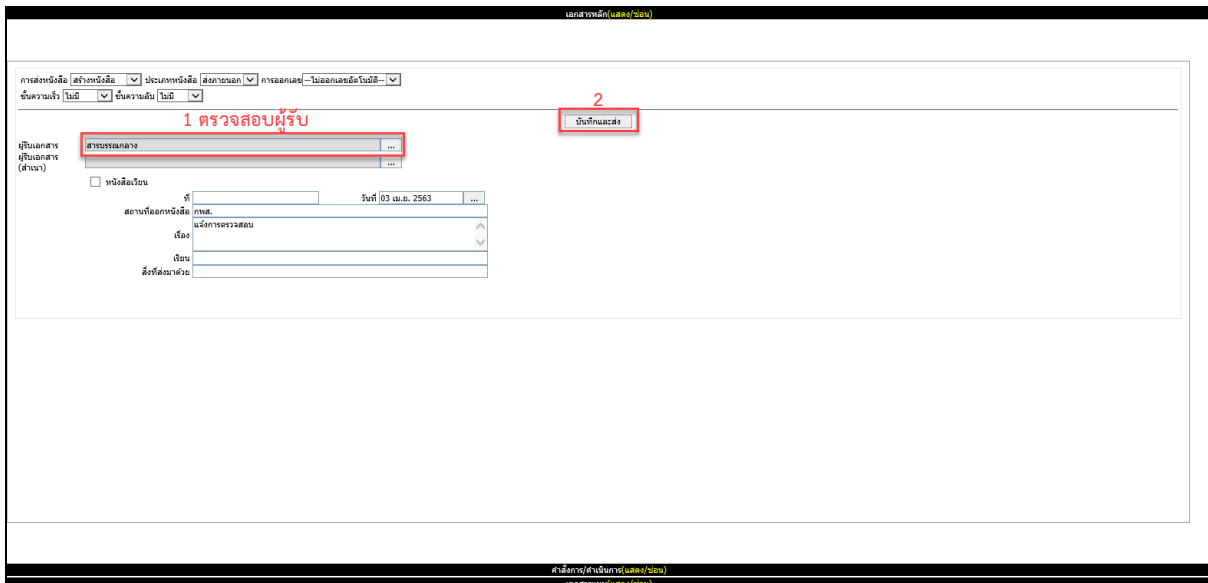 เอกสารหลัก(แสดง/ซ่อน)
การส่งหนังสือ สร้างหนังสือ ประเภทหนังสือ ส่งภายนอก การออกเลข --ไม่ออกเลขอัตโนมัติ--
ชั้นความเร็ว ไม่มี ชั้นความลับ ไม่มี
2
1 ตรวจสอบผู้รับ
บันทึกและส่ง
ผู้รับเอกสาร สารบรรณกลาง ...
ผู้รับเอกสาร (สำเนา) ...
หนังสือเวียน
ที่ วันที่ 03 เม.ย. 2563 ...
สถานที่ออกหนังสือ กพส.
เรื่อง แจ้งการตรวจสอบ
เรียน
สิ่งที่ส่งมาด้วย
คำสั่งการ/ดำเนินการ(แสดง/ซ่อน)